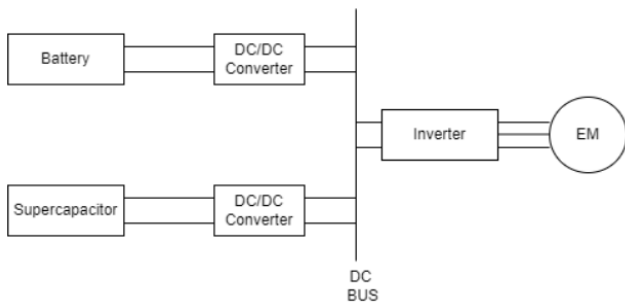 Battery
DC/DC
Converter
Inverter
EM
Supercapacitor
DC/DC
Converter
DC
BUS